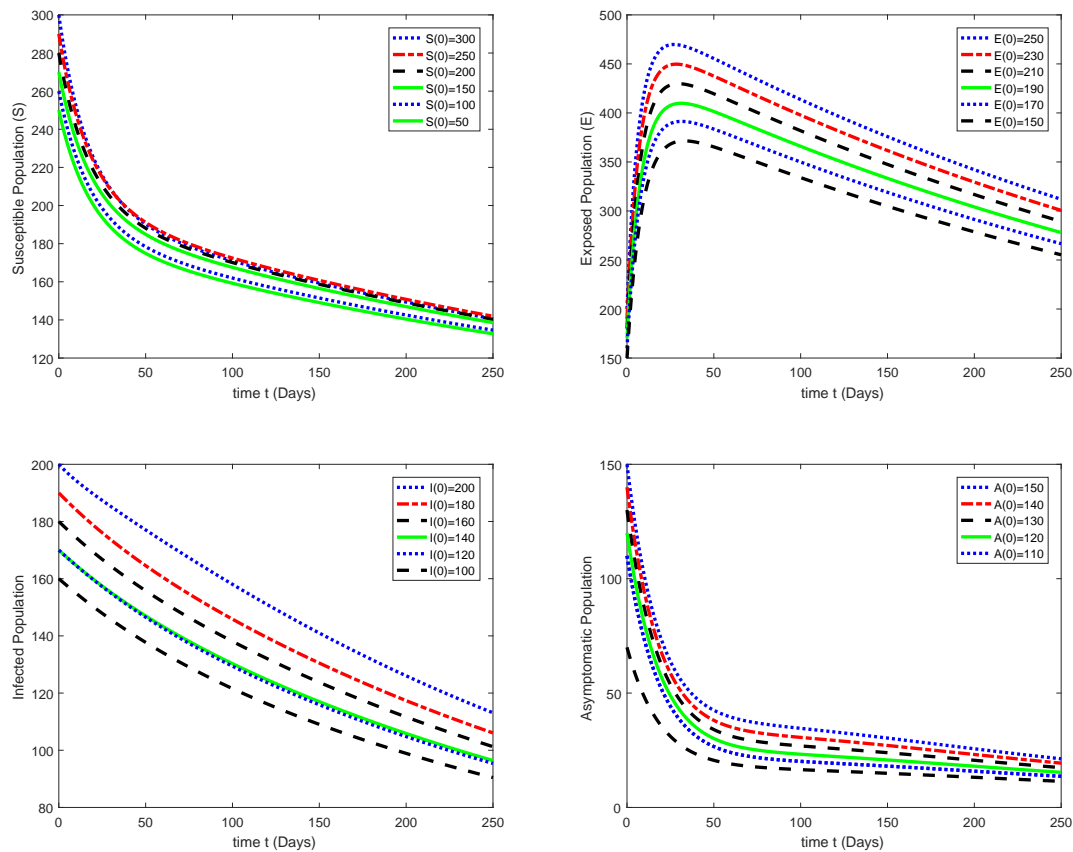 300
280
260
240
220
200
180
160
140
120
0
50
100
150
200
250
time t (Days)
Susceptible Population (S)
S(0)=300
S(0)=250
S(0)=200
S(0)=150
S(0)=100
S(0)=50
500
450
400
350
300
250
200
150
0
50
100
150
200
250
time t (Days)
Exposed Population (E)
E(0)=250
E(0)=230
E(0)=210
E(0)=190
E(0)=170
E(0)=150
200
180
160
140
120
100
80
0
50
100
150
200
250
time t (Days)
Infected Population
I(0)=200
I(0)=180
I(0)=160
I(0)=140
I(0)=120
I(0)=100
150
100
50
0
0
50
100
150
200
250
time t (Days)
Asymptomatic Population
A(0)=150
A(0)=140
A(0)=130
A(0)=120
A(0)=110